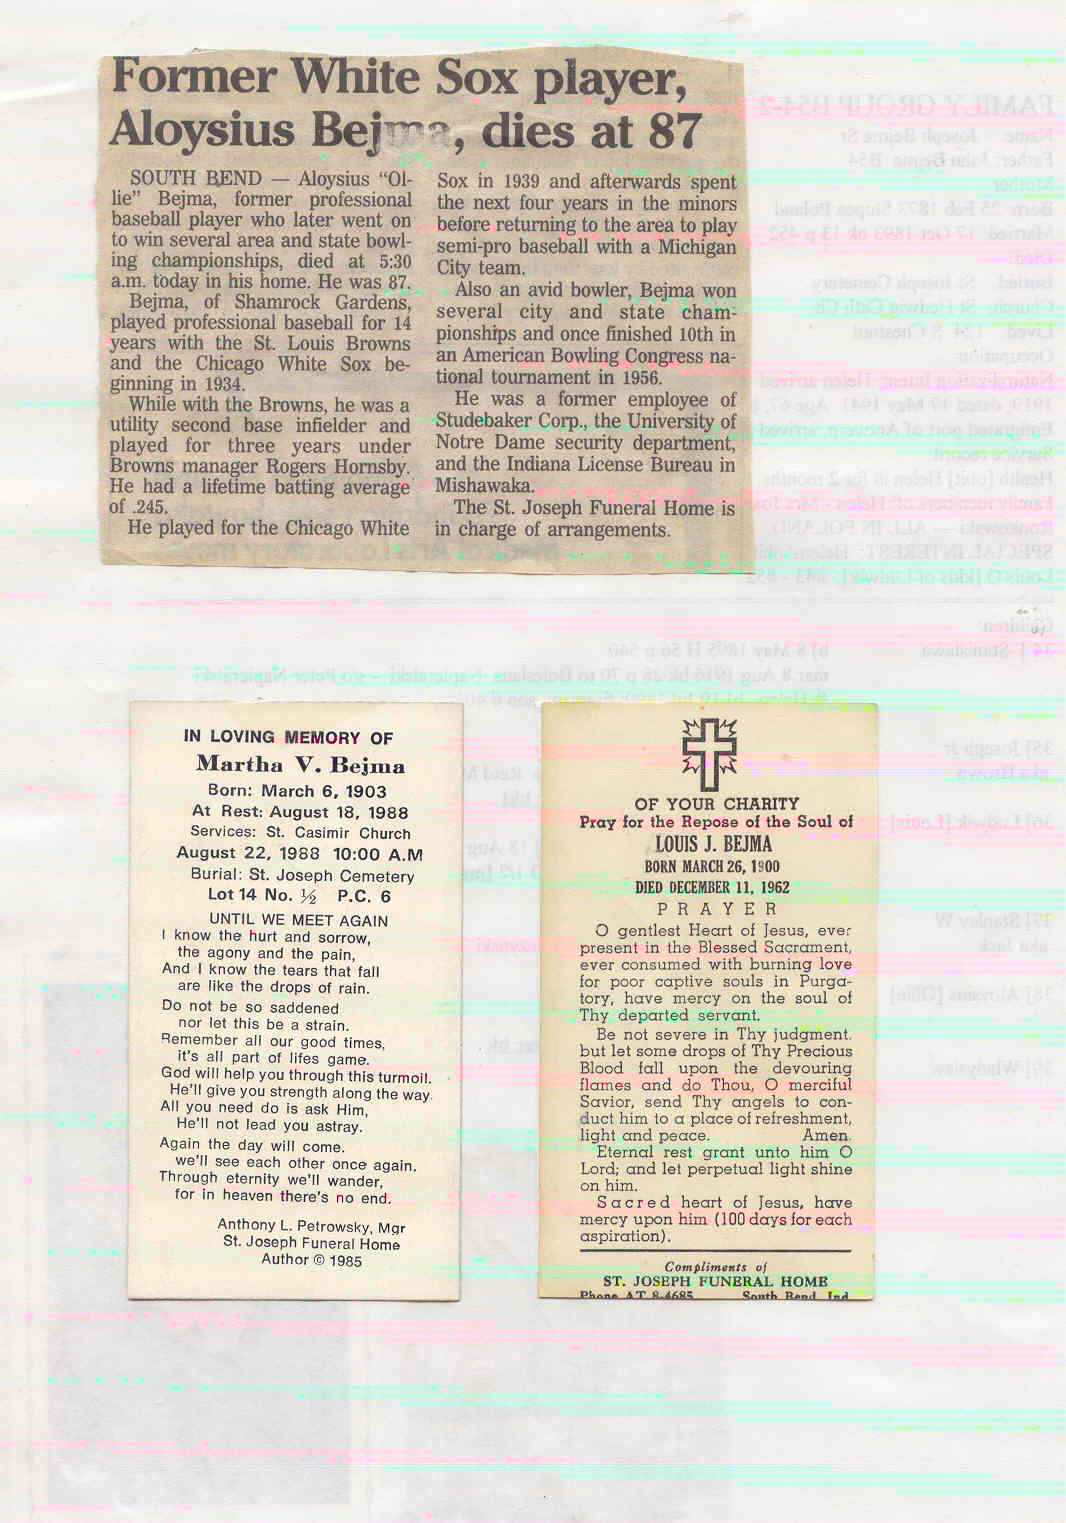 Former White Sox player,
Aloysius Bejma, dies at 87
SOUTH BEND — Aloysius “Ol-
lie” Bejma, former professional
baseball player who later went on
to win several area and state bowl-
ing championships, died at 5:30
a.m. today in his home. He was 87.
Bejma, of Shamrock Gardens,
played professional baseball for 14
years with the St. Louis Browns
and the Chicago White Sox be-
ginning in 1934.
While with the Browns, he was a
utility second base infielder and
played for three years under
Browns manager Rogers Hornsby.
He had a lifetime batting average
of .245.
He played for the Chicago White
Sox in 1939 and afterwards spent
the next four years in the minors
before returning to the area to play
semi-pro baseball with a Michigan
City team.
Also an avid bowler, Bejma won
several city and state cham-
pionships and once finished 10th in
an American Bowling Congress na-
tional tournament in 1956.
He was a former employee of
Studebaker Corp., the University of
Notre Dame security department,
and the Indiana License Bureau in
Mishawaka.
The St. Joseph Funeral Home is
in charge of arrangements.
IN LOVING MEMORY OF
Martha V. Bejma
Born: March 6, 1903
At Rest: August 18, 1988
Services: St. Casimir Church
August 22, 1988 10:00 A.M
Burial: St. Joseph Cemetery
Lot 14 No. ½ P.C. 6
UNTIL WE MEET AGAIN
I know the hurt and sorrow,
the agony and the pain,
And I know the tears that fall
are like the drops of rain.
Do not be so saddened
nor let this be a strain.
Remember all our good times,
it's all part of lifes game.
God will help you through this turmoil.
He'll give you strength along the way.
All you need do is ask Him,
He'll not lead you astray.
Again the day will come.
we'll see each other once again,
Through eternity we'll wander,
for in heaven there's no end.
Anthony L. Petrowsky, Mgr
St. Joseph Funeral Home
Author © 1985
OF YOUR CHARITY
Pray for the Repose of the Soul of
LOUIS J. BEJMA
BORN MARCH 26, 1900
DIED DECEMBER 11, 1962
PRAYER
O gentlest Heart of Jesus, ever
present in the Blessed Sacrament,
ever consumed with burning love
for poor captive souls in Purga-
tory, have mercy on the soul of
Thy departed servant.
Be not severe in Thy judgment.
but let some drops of Thy Precious
Blood fall upon the devouring
flames and do Thou, O merciful
Savior, send Thy angels to con-
duct him to a place of refreshment,
light and peace. Amen.
Eternal rest grant unto him O
Lord; and let perpetual light shine
on him.
Sacred heart of Jesus, have
mercy upon him (100 days for each
aspiration).
Compliments of
ST. JOSEPH FUNERAL HOME
Phone AT 8-4685 South Bend, Ind